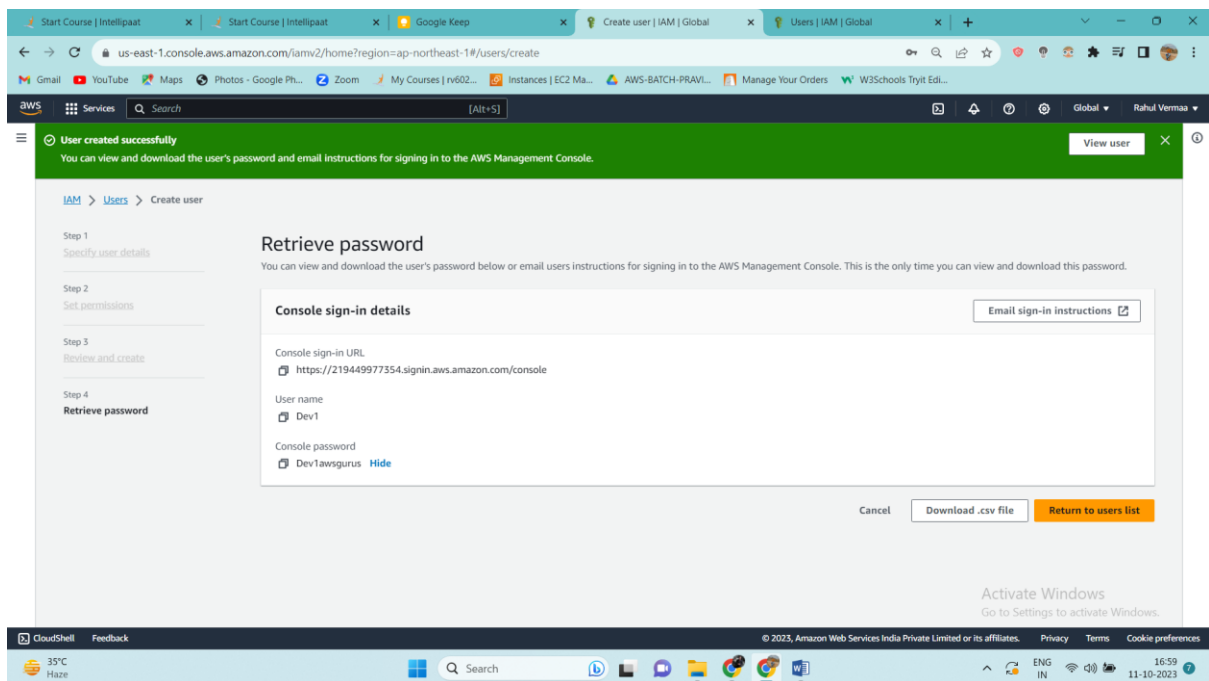 Start Course | Intellipaat
Start Course | Intellipaat
Google Keep
Create user | IAM | Global
Users | IAM | Global
us-east-1.console.aws.amazon.com/iamv2/home?region=ap-northeast-1#/users/create
Gmail YouTube Maps Photos - Google Ph... Zoom My Courses | rv602... Instances | EC2 Ma... AWS-BATCH-PRAVI... Manage Your Orders W3Schools Tryit Edi...
aws Services Search [Alt+S] Global Rahul Vermaa
User created successfully
You can view and download the user's password and email instructions for signing in to the AWS Management Console.
View user
IAM > Users > Create user
Step 1
Specify user details
Step 2
Set permissions
Step 3
Review and create
Step 4
Retrieve password
Retrieve password
You can view and download the user's password below or email users instructions for signing in to the AWS Management Console. This is the only time you can view and download this password.
Console sign-in details
Email sign-in instructions
Console sign-in URL
https://219449977354.signin.aws.amazon.com/console
User name
Dev1
Console password
Dev1awsgurus Hide
Cancel Download .csv file Return to users list
Activate Windows
Go to Settings to activate Windows.
CloudShell Feedback © 2023, Amazon Web Services India Private Limited or its affiliates. Privacy Terms Cookie preferences
35°C
Haze
Search
ENG
IN
16:59
11-10-2023
7